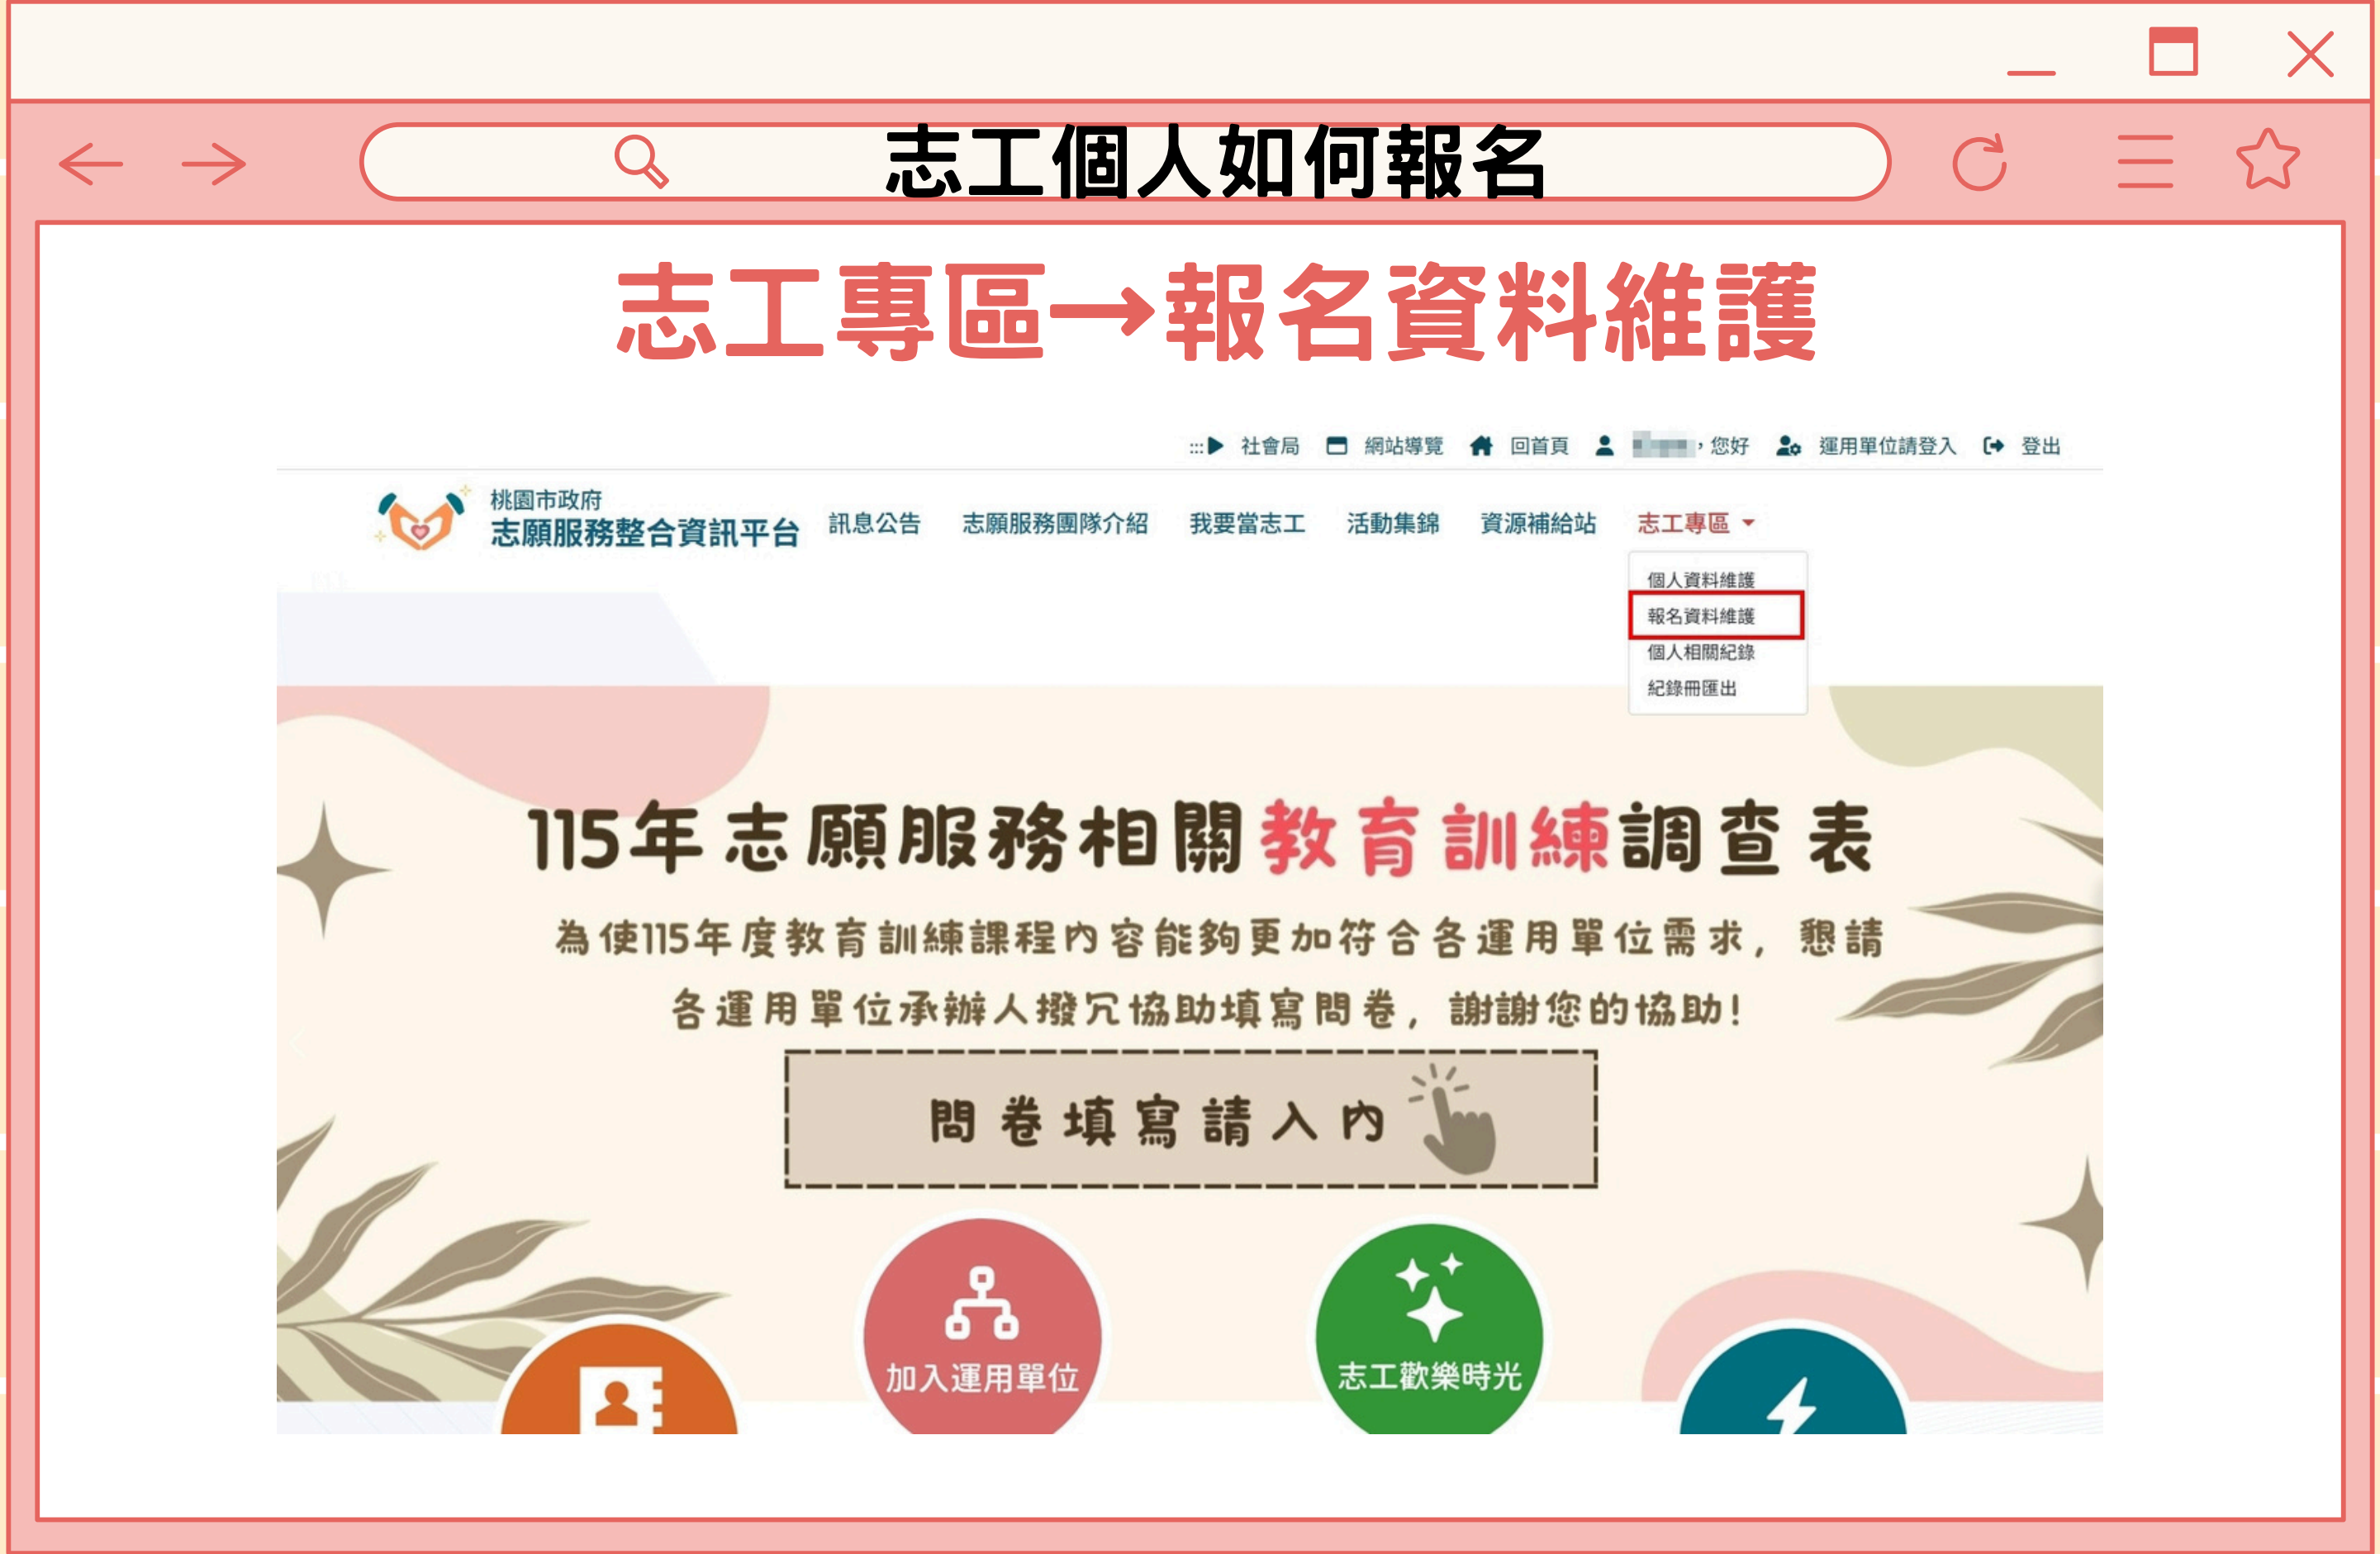 志工個人如何報名
志工專區→報名資料維護
:::▶ 社會局 網站導覽 回首頁 ，您好 運用單位請登入 登出
桃園市政府
志願服務整合資訊平台 訊息公告 志願服務團隊介紹 我要當志工 活動集錦 資源補給站 志工專區
個人資料維護
報名資料維護
個人相關紀錄
紀錄冊匯出
115年志願服務相關教育訓練調查表
為使115年度教育訓練課程內容能夠更加符合各運用單位需求，懇請
各運用單位承辦人撥冗協助填寫問卷，謝謝您的協助!
問卷填寫請入內
加入運用單位
志工歡樂時光